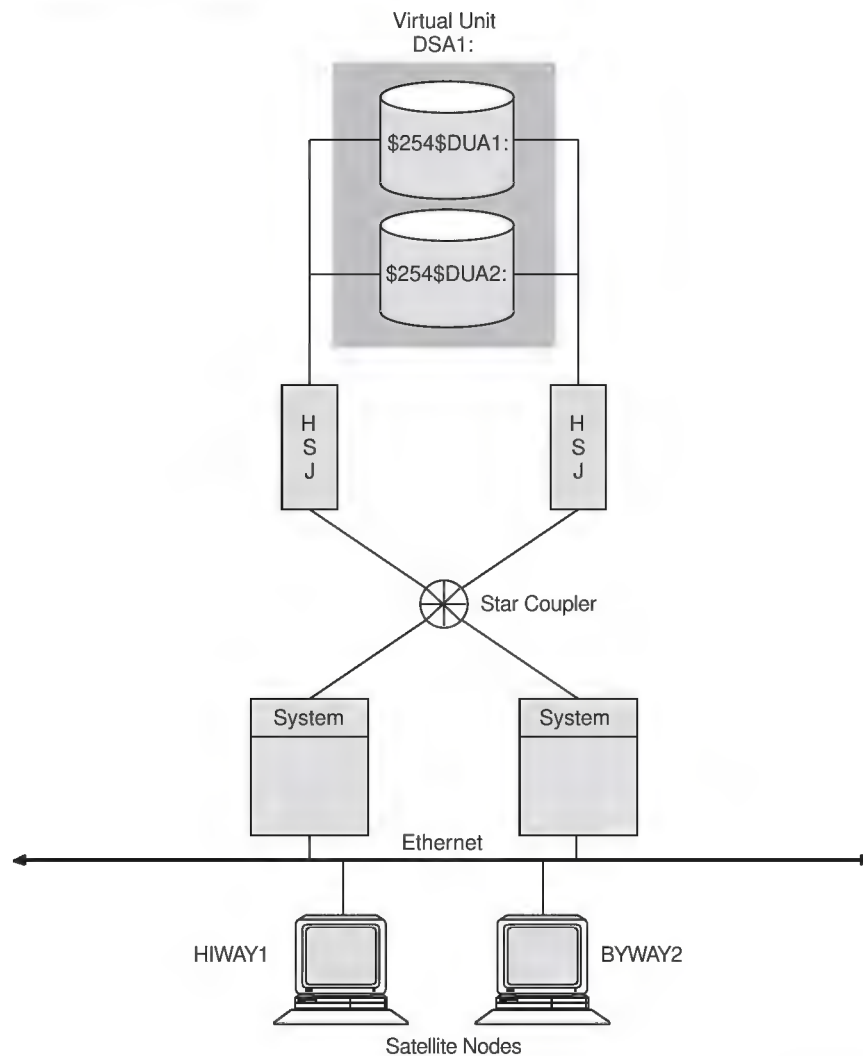 Virtual Unit
DSA1:
$254$DUA1:
$254$DUA2:
H
S
J
H
S
J
Star Coupler
System
System
Ethernet
HIWAY1
BYWAY2
Satellite Nodes